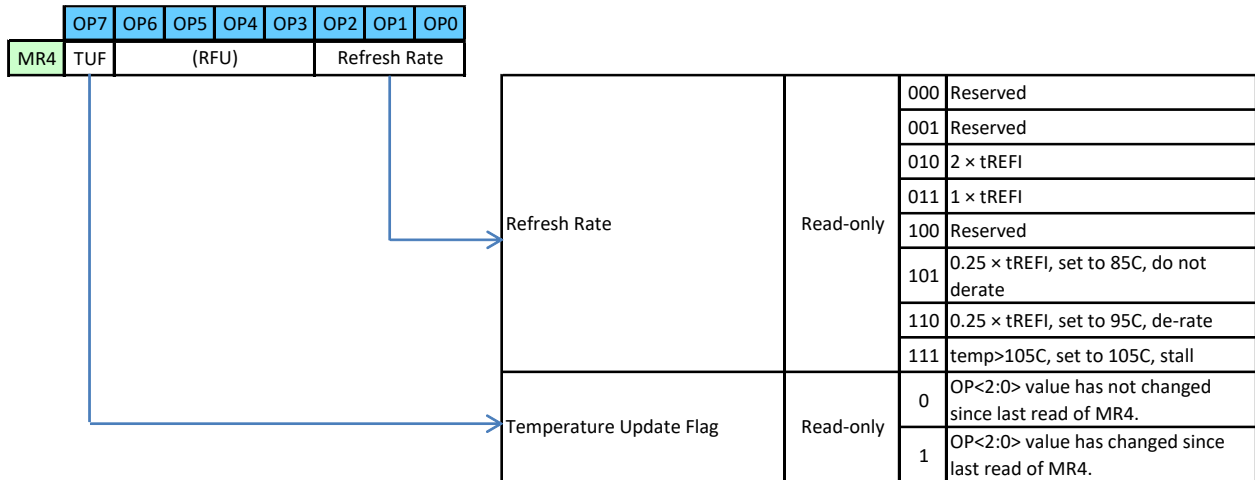 OP7 OP6 OP5 OP4 OP3 OP2 OP1 OP0
MR4 TUF (RFU) Refresh Rate
Refresh Rate Read-only
000 Reserved
001 Reserved
010 2 × tREFI
011 1 × tREFI
100 Reserved
101 0.25 × tREFI, set to 85C, do not
derate
110 0.25 × tREFI, set to 95C, de-rate
111 temp>105C, set to 105C, stall
Temperature Update Flag Read-only
0 OP<2:0> value has not changed
since last read of MR4.
1 OP<2:0> value has changed since
last read of MR4.